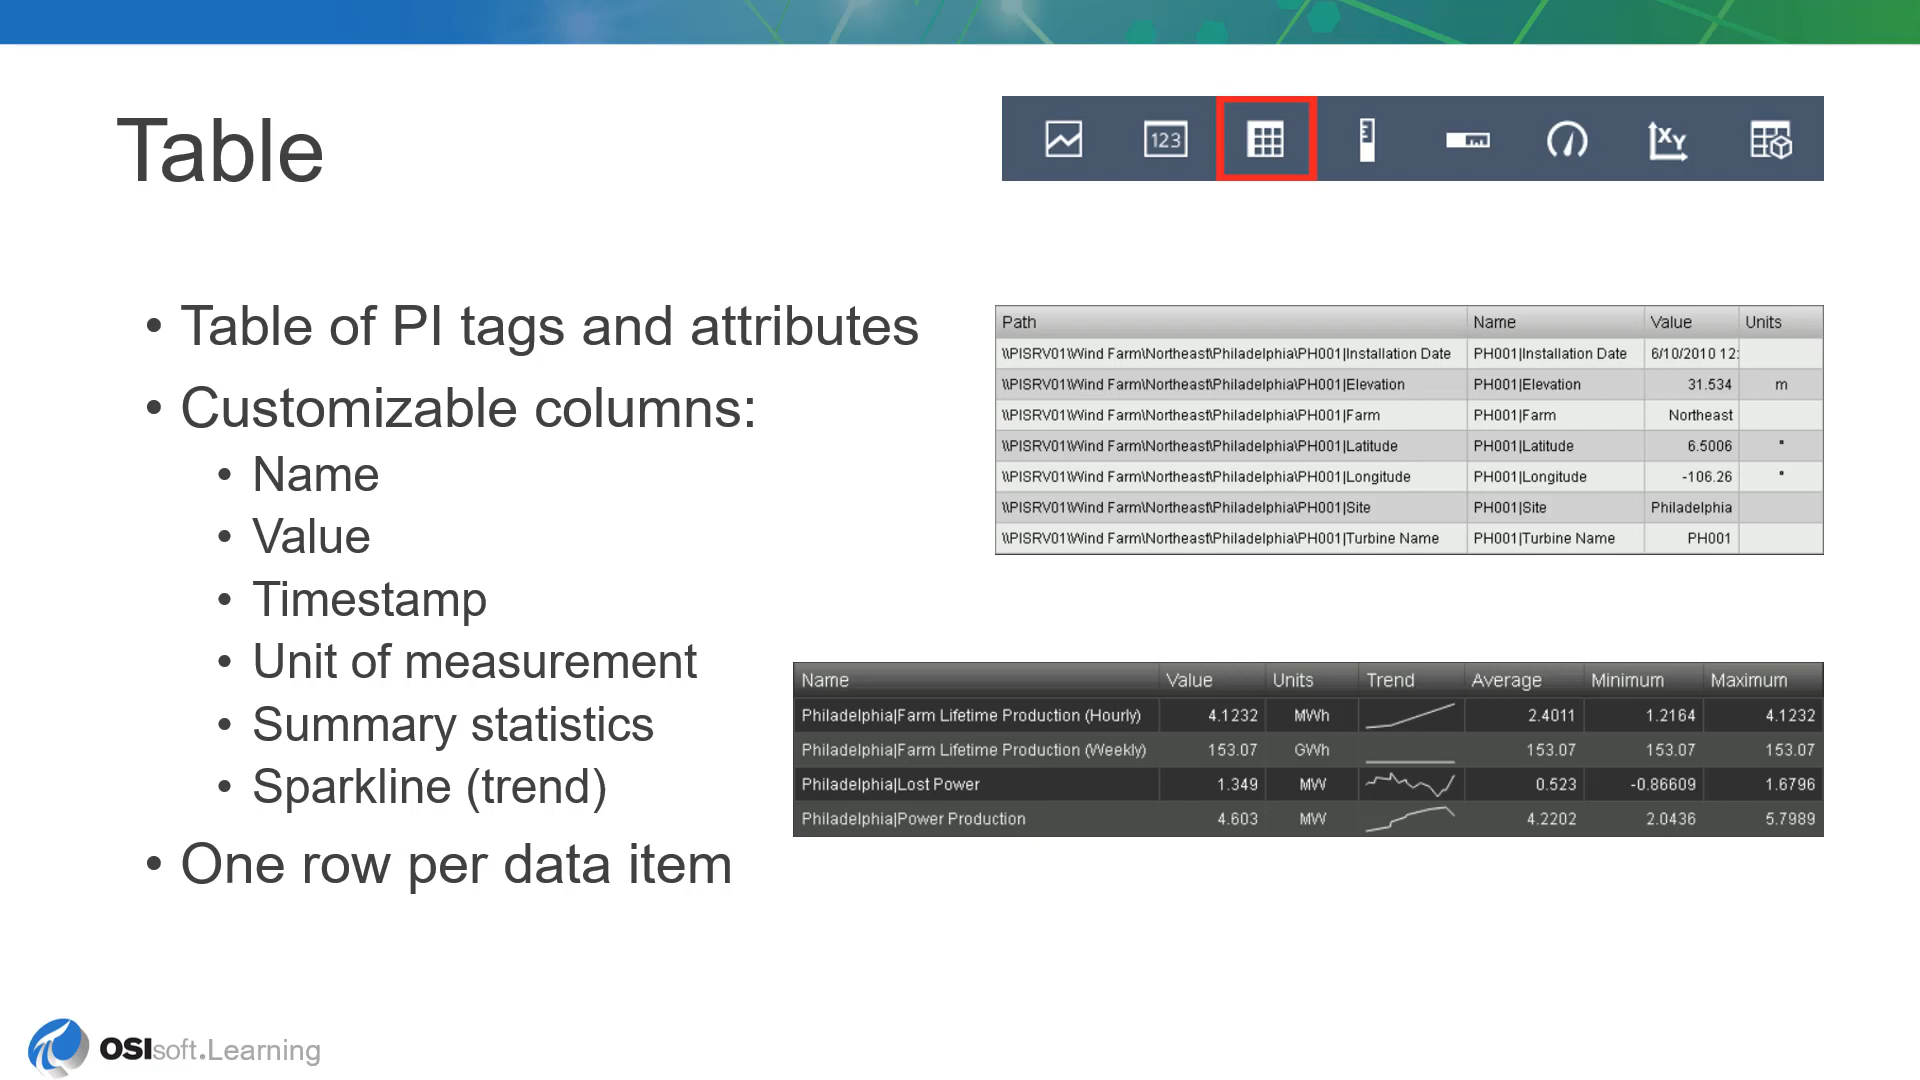 Table
123
XY
• Table of PI tags and attributes
• Customizable columns:
• Name
• Value
• Timestamp
• Unit of measurement
• Summary statistics
• Sparkline (trend)
• One row per data item
Path Name Value Units
\\PISRV01\Wind Farm\Northeast\Philadelphia\PH001|Installation Date PH001|Installation Date 6/10/2010 12:
\\PISRV01\Wind Farm\Northeast\Philadelphia\PH001|Elevation PH001|Elevation 31.534 m
\\PISRV01\Wind Farm\Northeast\Philadelphia\PH001|Farm PH001|Farm Northeast
\\PISRV01\Wind Farm\Northeast\Philadelphia\PH001|Latitude PH001|Latitude 6.5006 °
\\PISRV01\Wind Farm\Northeast\Philadelphia\PH001|Longitude PH001|Longitude -106.26 °
\\PISRV01\Wind Farm\Northeast\Philadelphia\PH001|Site PH001|Site Philadelphia
\\PISRV01\Wind Farm\Northeast\Philadelphia\PH001|Turbine Name PH001|Turbine Name PH001
Name Value Units Trend Average Minimum Maximum
Philadelphia|Farm Lifetime Production (Hourly) 4.1232 MWh 2.4011 1.2164 4.1232
Philadelphia|Farm Lifetime Production (Weekly) 153.07 GWh 153.07 153.07 153.07
Philadelphia|Lost Power 1.349 MW 0.523 -0.86609 1.6796
Philadelphia|Power Production 4.603 MW 4.2202 2.0436 5.7989
OSIsoft.Learning